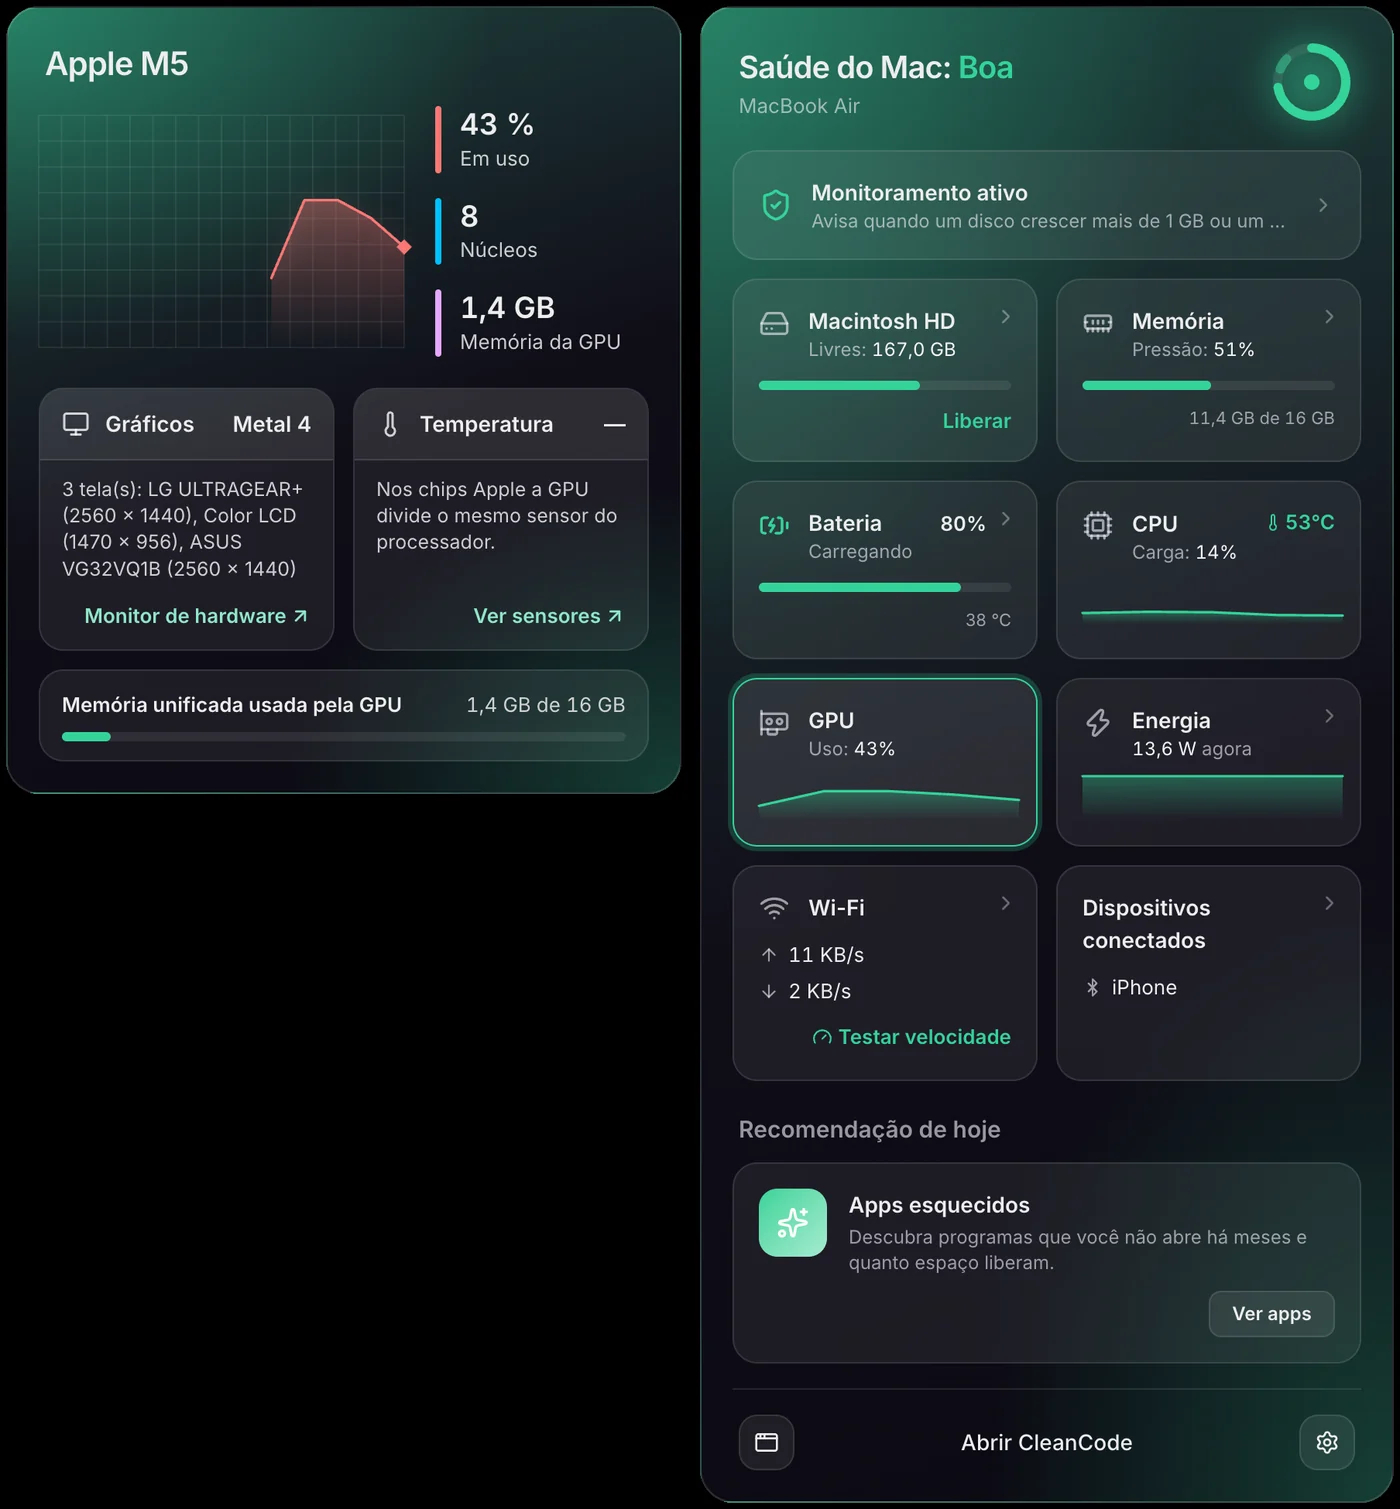 Apple M5
43 %
Em uso
8
Núcleos
1,4 GB
Memória da GPU
Gráficos Metal 4
3 tela(s): LG ULTRAGEAR+
(2560 × 1440), Color LCD
(1470 × 956), ASUS
VG32VQ1B (2560 × 1440)
Monitor de hardware
Temperatura —
Nos chips Apple a GPU
divide o mesmo sensor do
processador.
Ver sensores
Memória unificada usada pela GPU 1,4 GB de 16 GB
Saúde do Mac: Boa
MacBook Air
Monitoramento ativo
Avisa quando um disco crescer mais de 1 GB ou um ...
Macintosh HD
Livres: 167,0 GB
Liberar
Memória
Pressão: 51%
11,4 GB de 16 GB
Bateria 80%
Carregando
38 °C
CPU 53°C
Carga: 14%
GPU
Uso: 43%
Energia
13,6 W agora
Wi-Fi
11 KB/s
2 KB/s
Testar velocidade
Dispositivos
conectados
iPhone
Recomendação de hoje
Apps esquecidos
Descubra programas que você não abre há meses e
quanto espaço liberam.
Ver apps
Abrir CleanCode